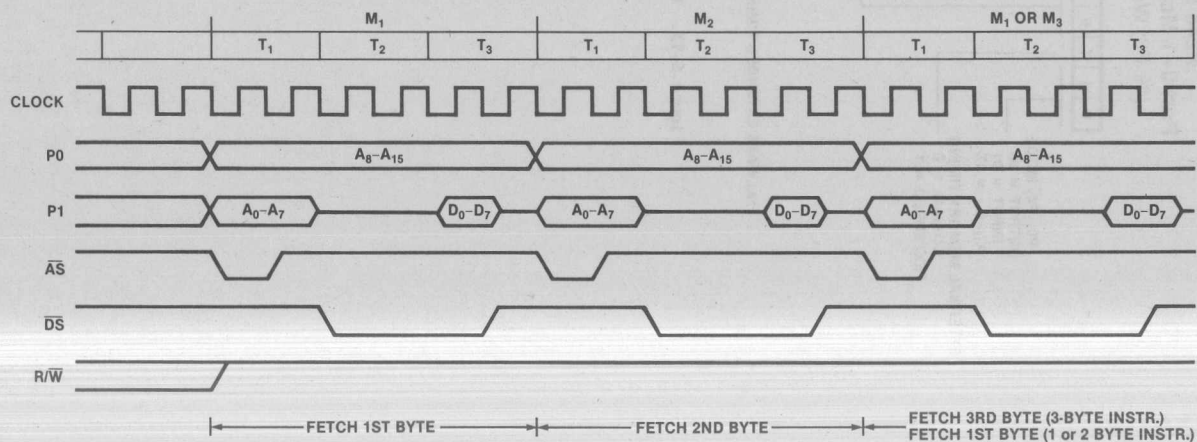 M₁ M₂ M₁ OR M₃
T₁ T₂ T₃ T₁ T₂ T₃ T₁ T₂ T₃
CLOCK
P0 A₈–A₁₅ A₈–A₁₅ A₈–A₁₅
P1 A₀–A₇ D₀–D₇ A₀–A₇ D₀–D₇ A₀–A₇ D₀–D₇
A̅S̅
D̅S̅
R/W̅
FETCH 1ST BYTE FETCH 2ND BYTE FETCH 3RD BYTE (3-BYTE INSTR.)
FETCH 1ST BYTE (1 or 2 BYTE INSTR.)